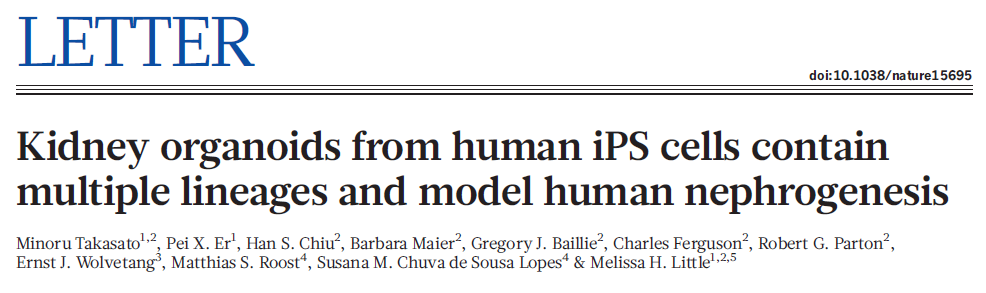 LETTER
doi:10.1038/nature15695
Kidney organoids from human iPS cells contain
multiple lineages and model human nephrogenesis
Minoru Takasato1,2, Pei X. Er1, Han S. Chiu2, Barbara Maier2, Gregory J. Baillie2, Charles Ferguson2, Robert G. Parton2,
Ernst J. Wolvetang3, Matthias S. Roost4, Susana M. Chuva de Sousa Lopes4 & Melissa H. Little1,2,5